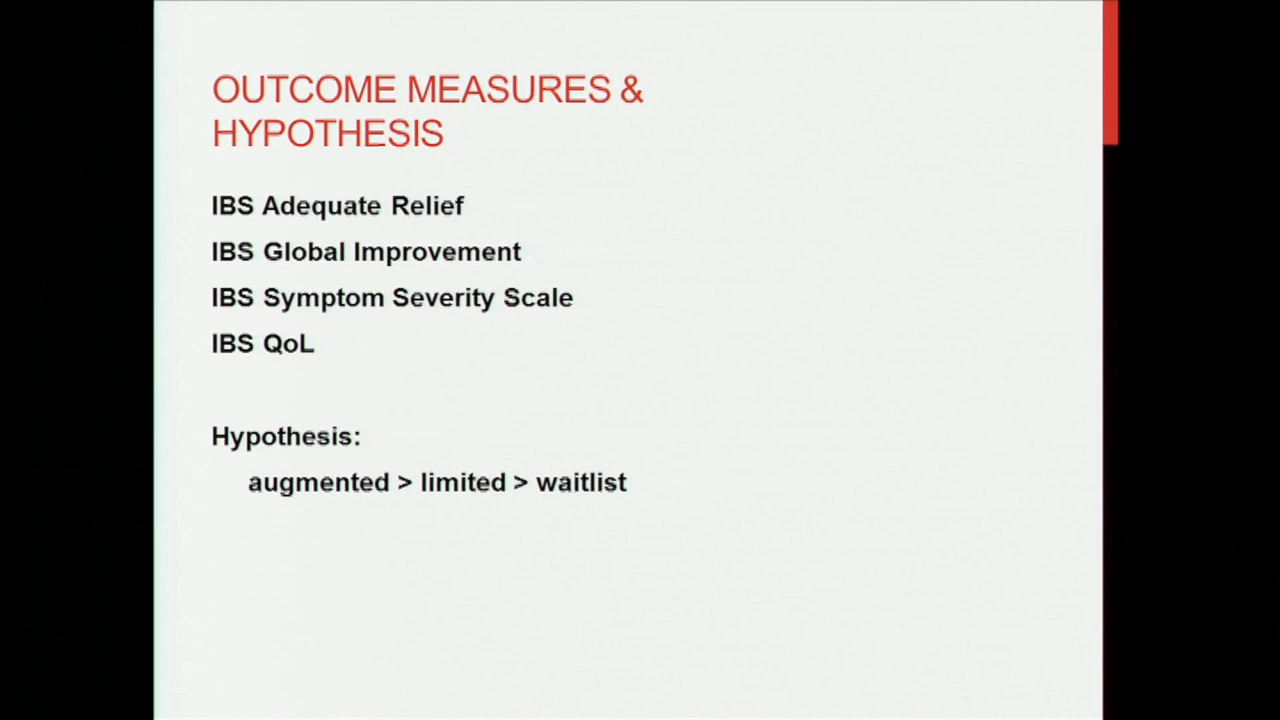 OUTCOME MEASURES &
HYPOTHESIS
IBS Adequate Relief
IBS Global Improvement
IBS Symptom Severity Scale
IBS QoL
Hypothesis:
augmented > limited > waitlist